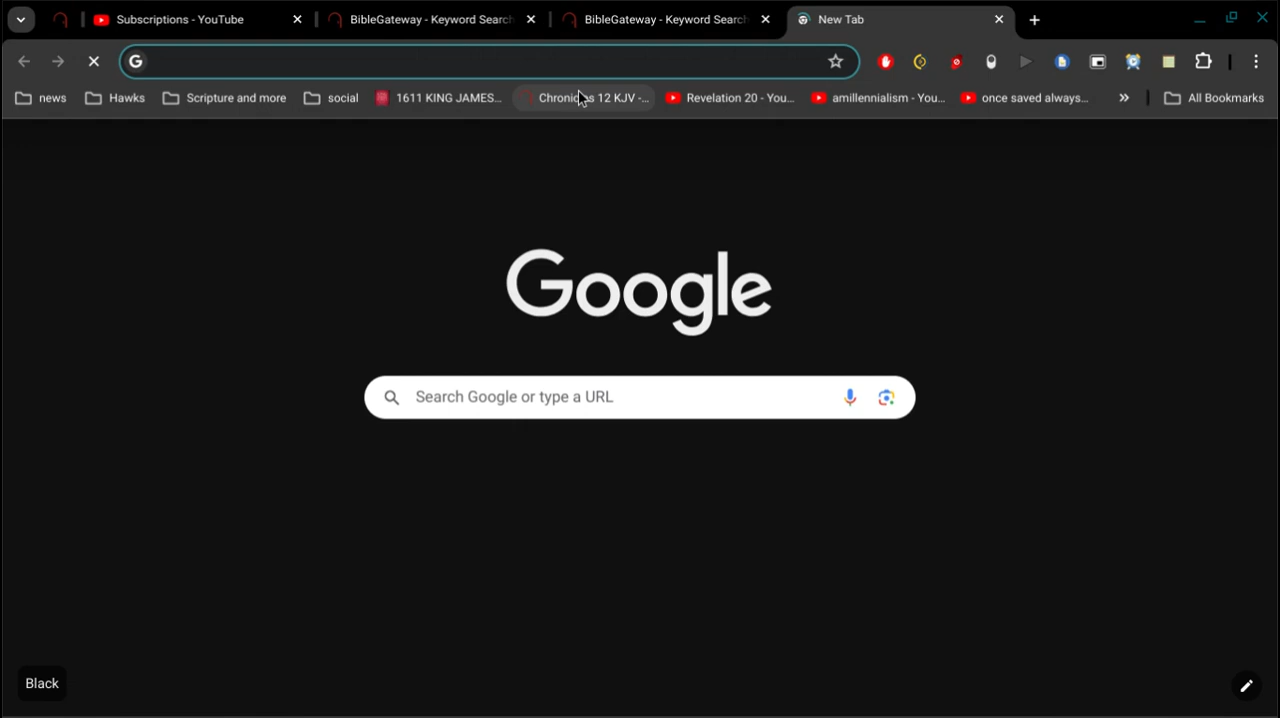 Subscriptions - YouTube
BibleGateway - Keyword Search
BibleGateway - Keyword Search
New Tab
news
Hawks
Scripture and more
social
1611 KING JAMES...
Chronicles 12 KJV -...
Revelation 20 - You...
amillennialism - You...
once saved always...
All Bookmarks
Google
Search Google or type a URL
Black